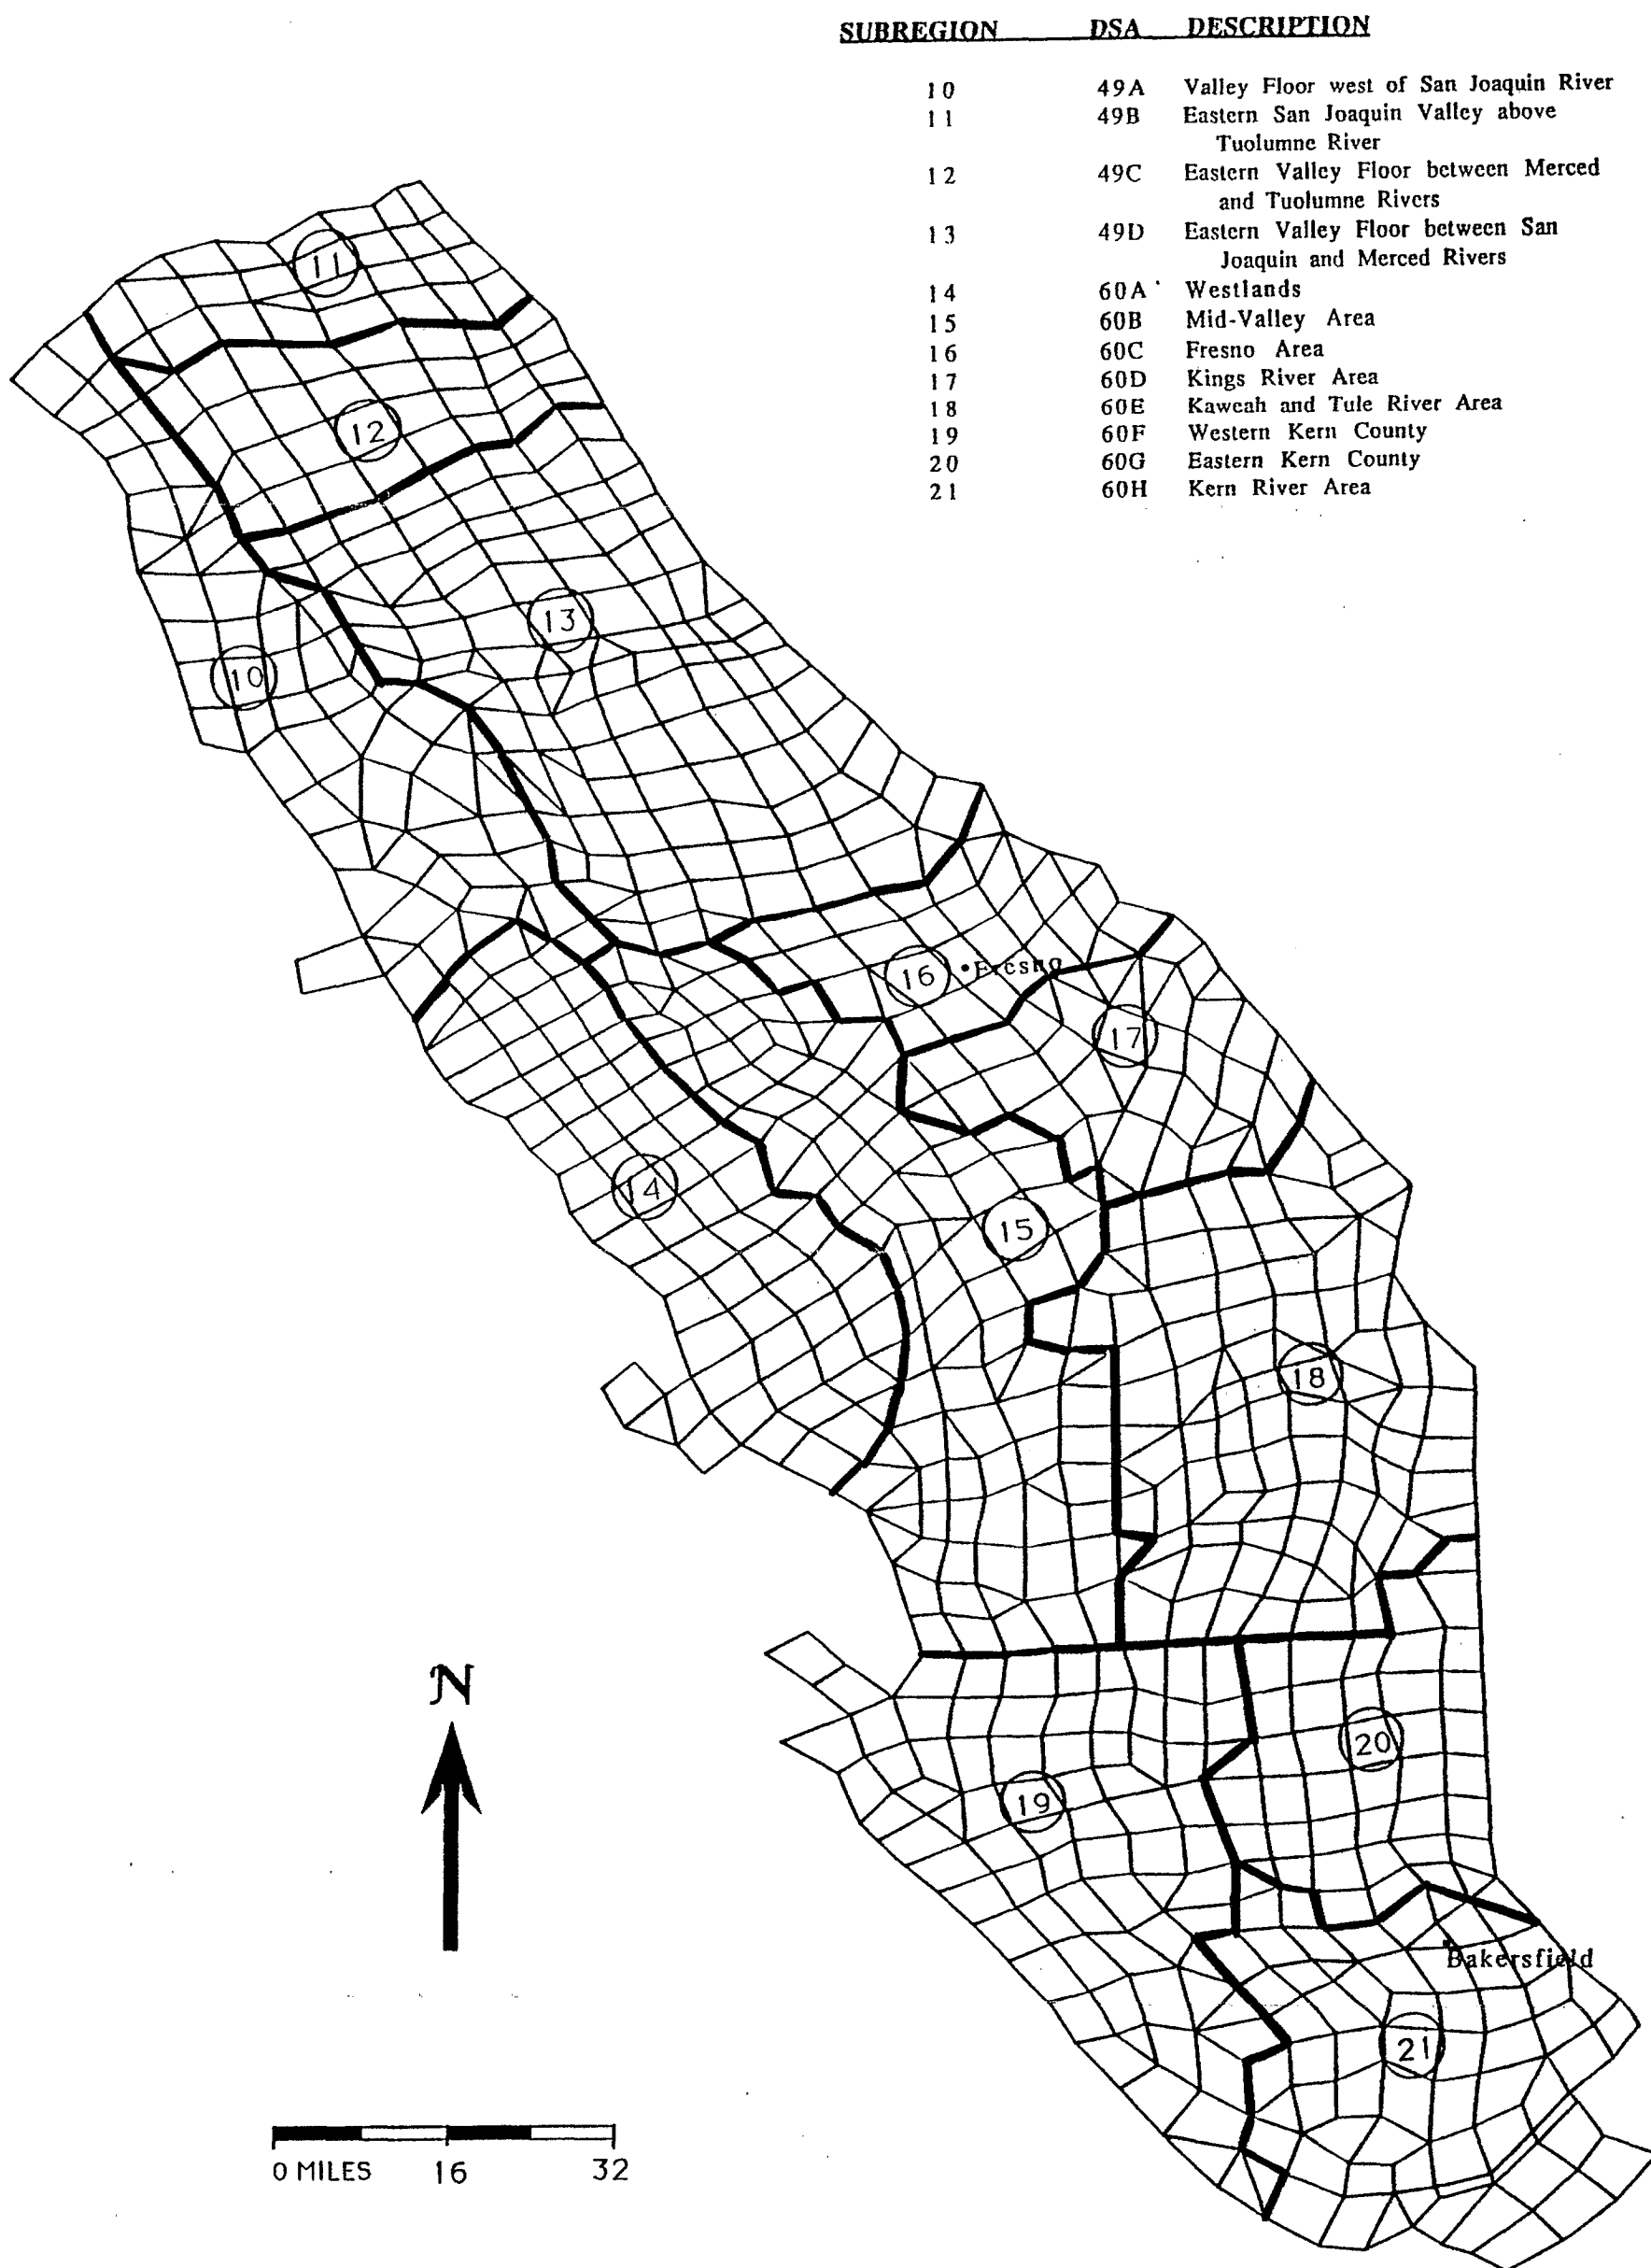 SUBREGION DSA DESCRIPTION
10 49A Valley Floor west of San Joaquin River
11 49B Eastern San Joaquin Valley above
Tuolumne River
12 49C Eastern Valley Floor between Merced
and Tuolumne Rivers
13 49D Eastern Valley Floor between San
Joaquin and Merced Rivers
14 60A Westlands
15 60B Mid-Valley Area
16 60C Fresno Area
17 60D Kings River Area
18 60E Kaweah and Tule River Area
19 60F Western Kern County
20 60G Eastern Kern County
21 60H Kern River Area
11
12
13
10
16 Fresno
17
14
15
18
N
20
19
Bakersfield
21
0 MILES 16 32